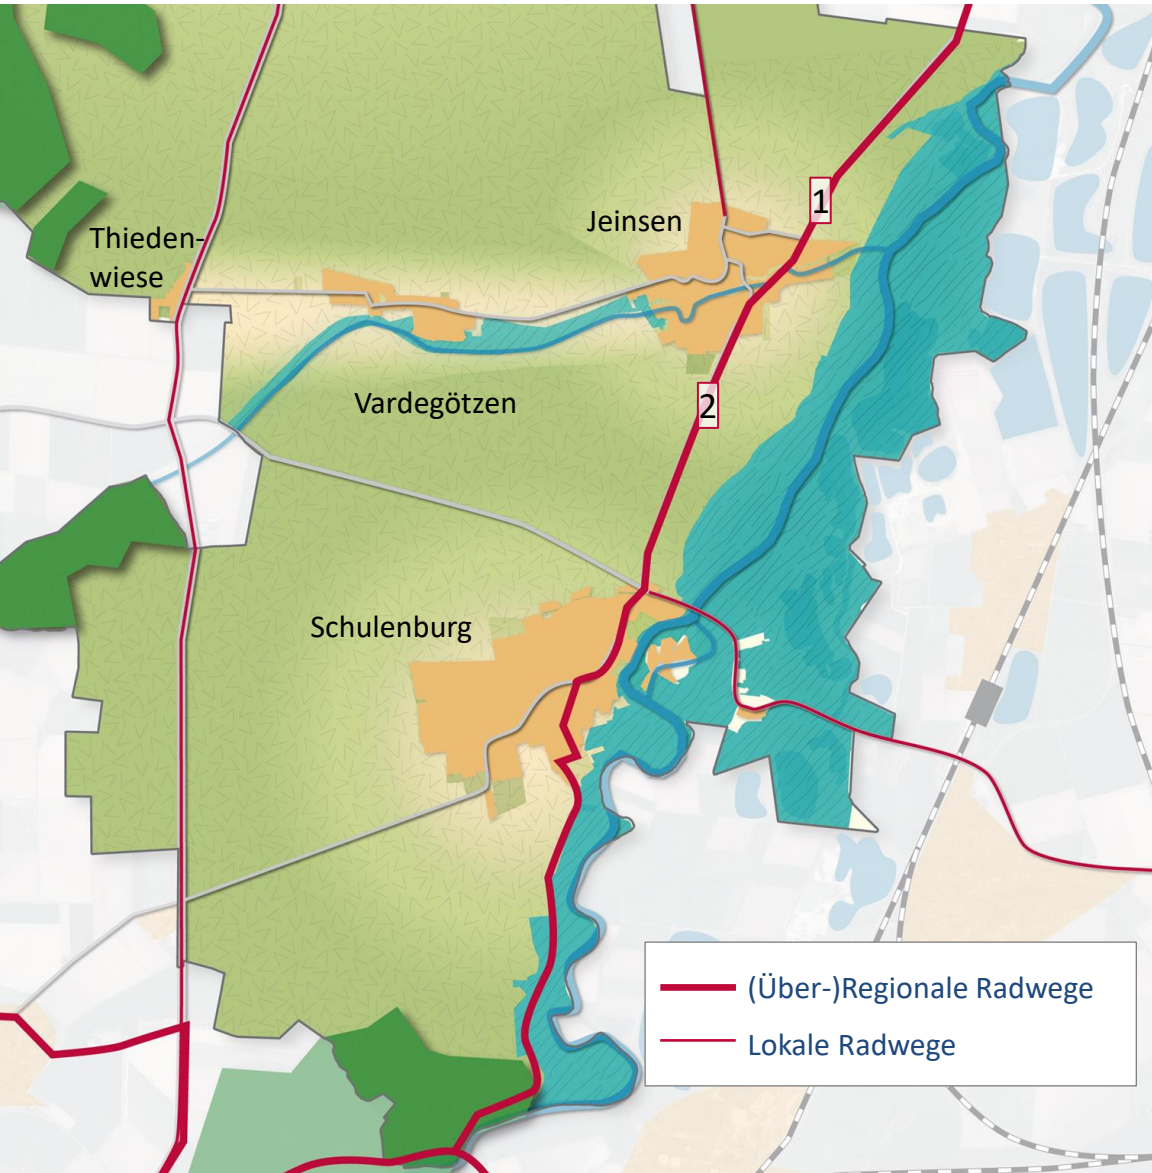 1
Jeinsen
Thieden-
wiese
Vardegötzen
2
Schulenburg
(Über-)Regionale Radwege
Lokale Radwege